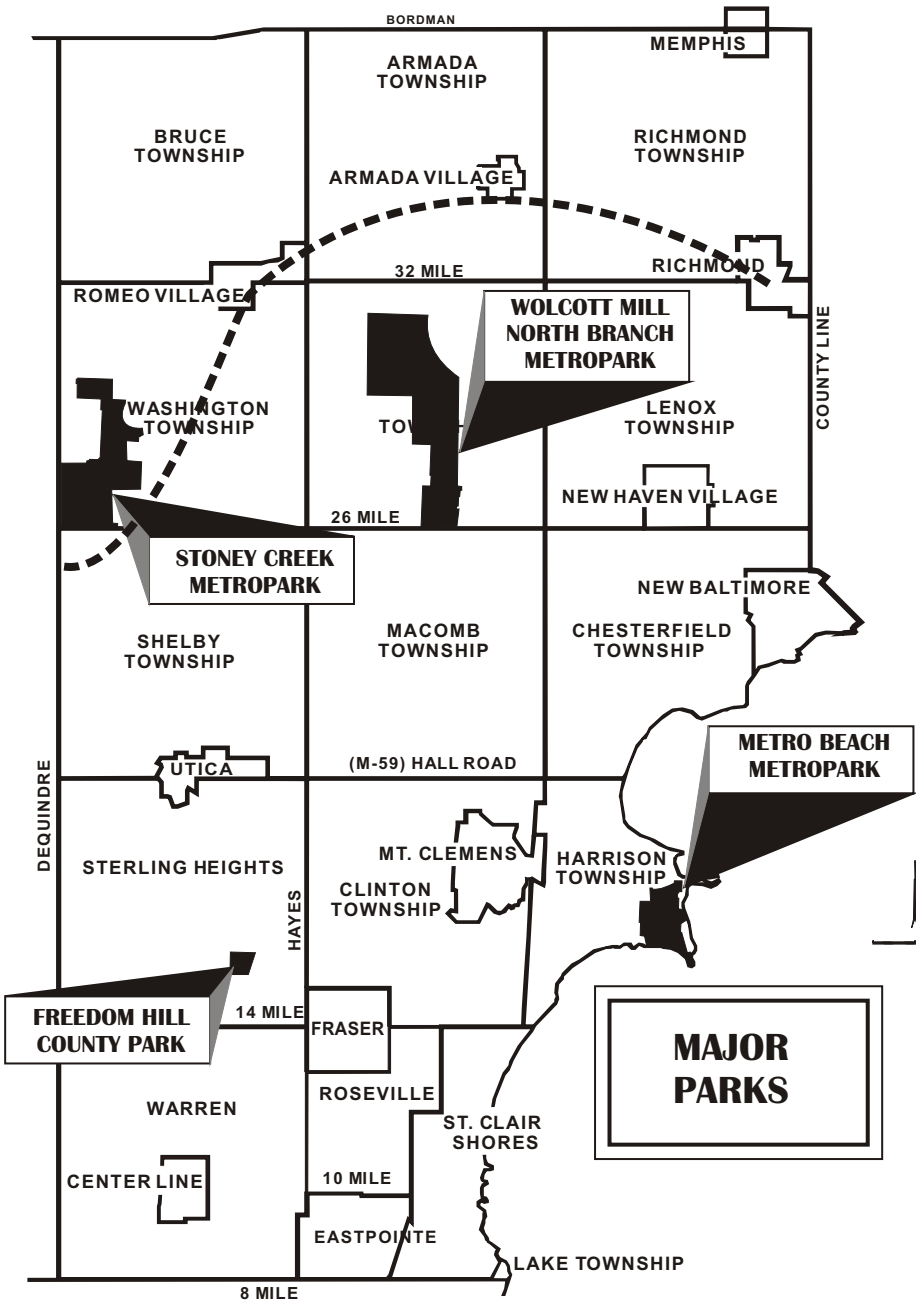 BORDMAN
MEMPHIS
ARMADA
TOWNSHIP
BRUCE
TOWNSHIP
RICHMOND
TOWNSHIP
ARMADA VILLAGE
RICHMOND
32 MILE
ROMEO VILLAGE
WOLCOTT MILL
NORTH BRANCH
METROPARK
COUNTY LINE
WASHINGTON
TOWNSHIP
LENOX
TOWNSHIP
NEW HAVEN VILLAGE
26 MILE
STONEY CREEK
METROPARK
NEW BALTIMORE
SHELBY
TOWNSHIP
MACOMB
TOWNSHIP
CHESTERFIELD
TOWNSHIP
METRO BEACH
METROPARK
UTICA
(M-59) HALL ROAD
DEQUINDRE
STERLING HEIGHTS
MT. CLEMENS
HARRISON
TOWNSHIP
CLINTON
TOWNSHIP
HAYES
FREEDOM HILL
COUNTY PARK
14 MILE
FRASER
MAJOR
PARKS
ROSEVILLE
WARREN
ST. CLAIR
SHORES
CENTER LINE
10 MILE
EASTPOINTE
LAKE TOWNSHIP
8 MILE